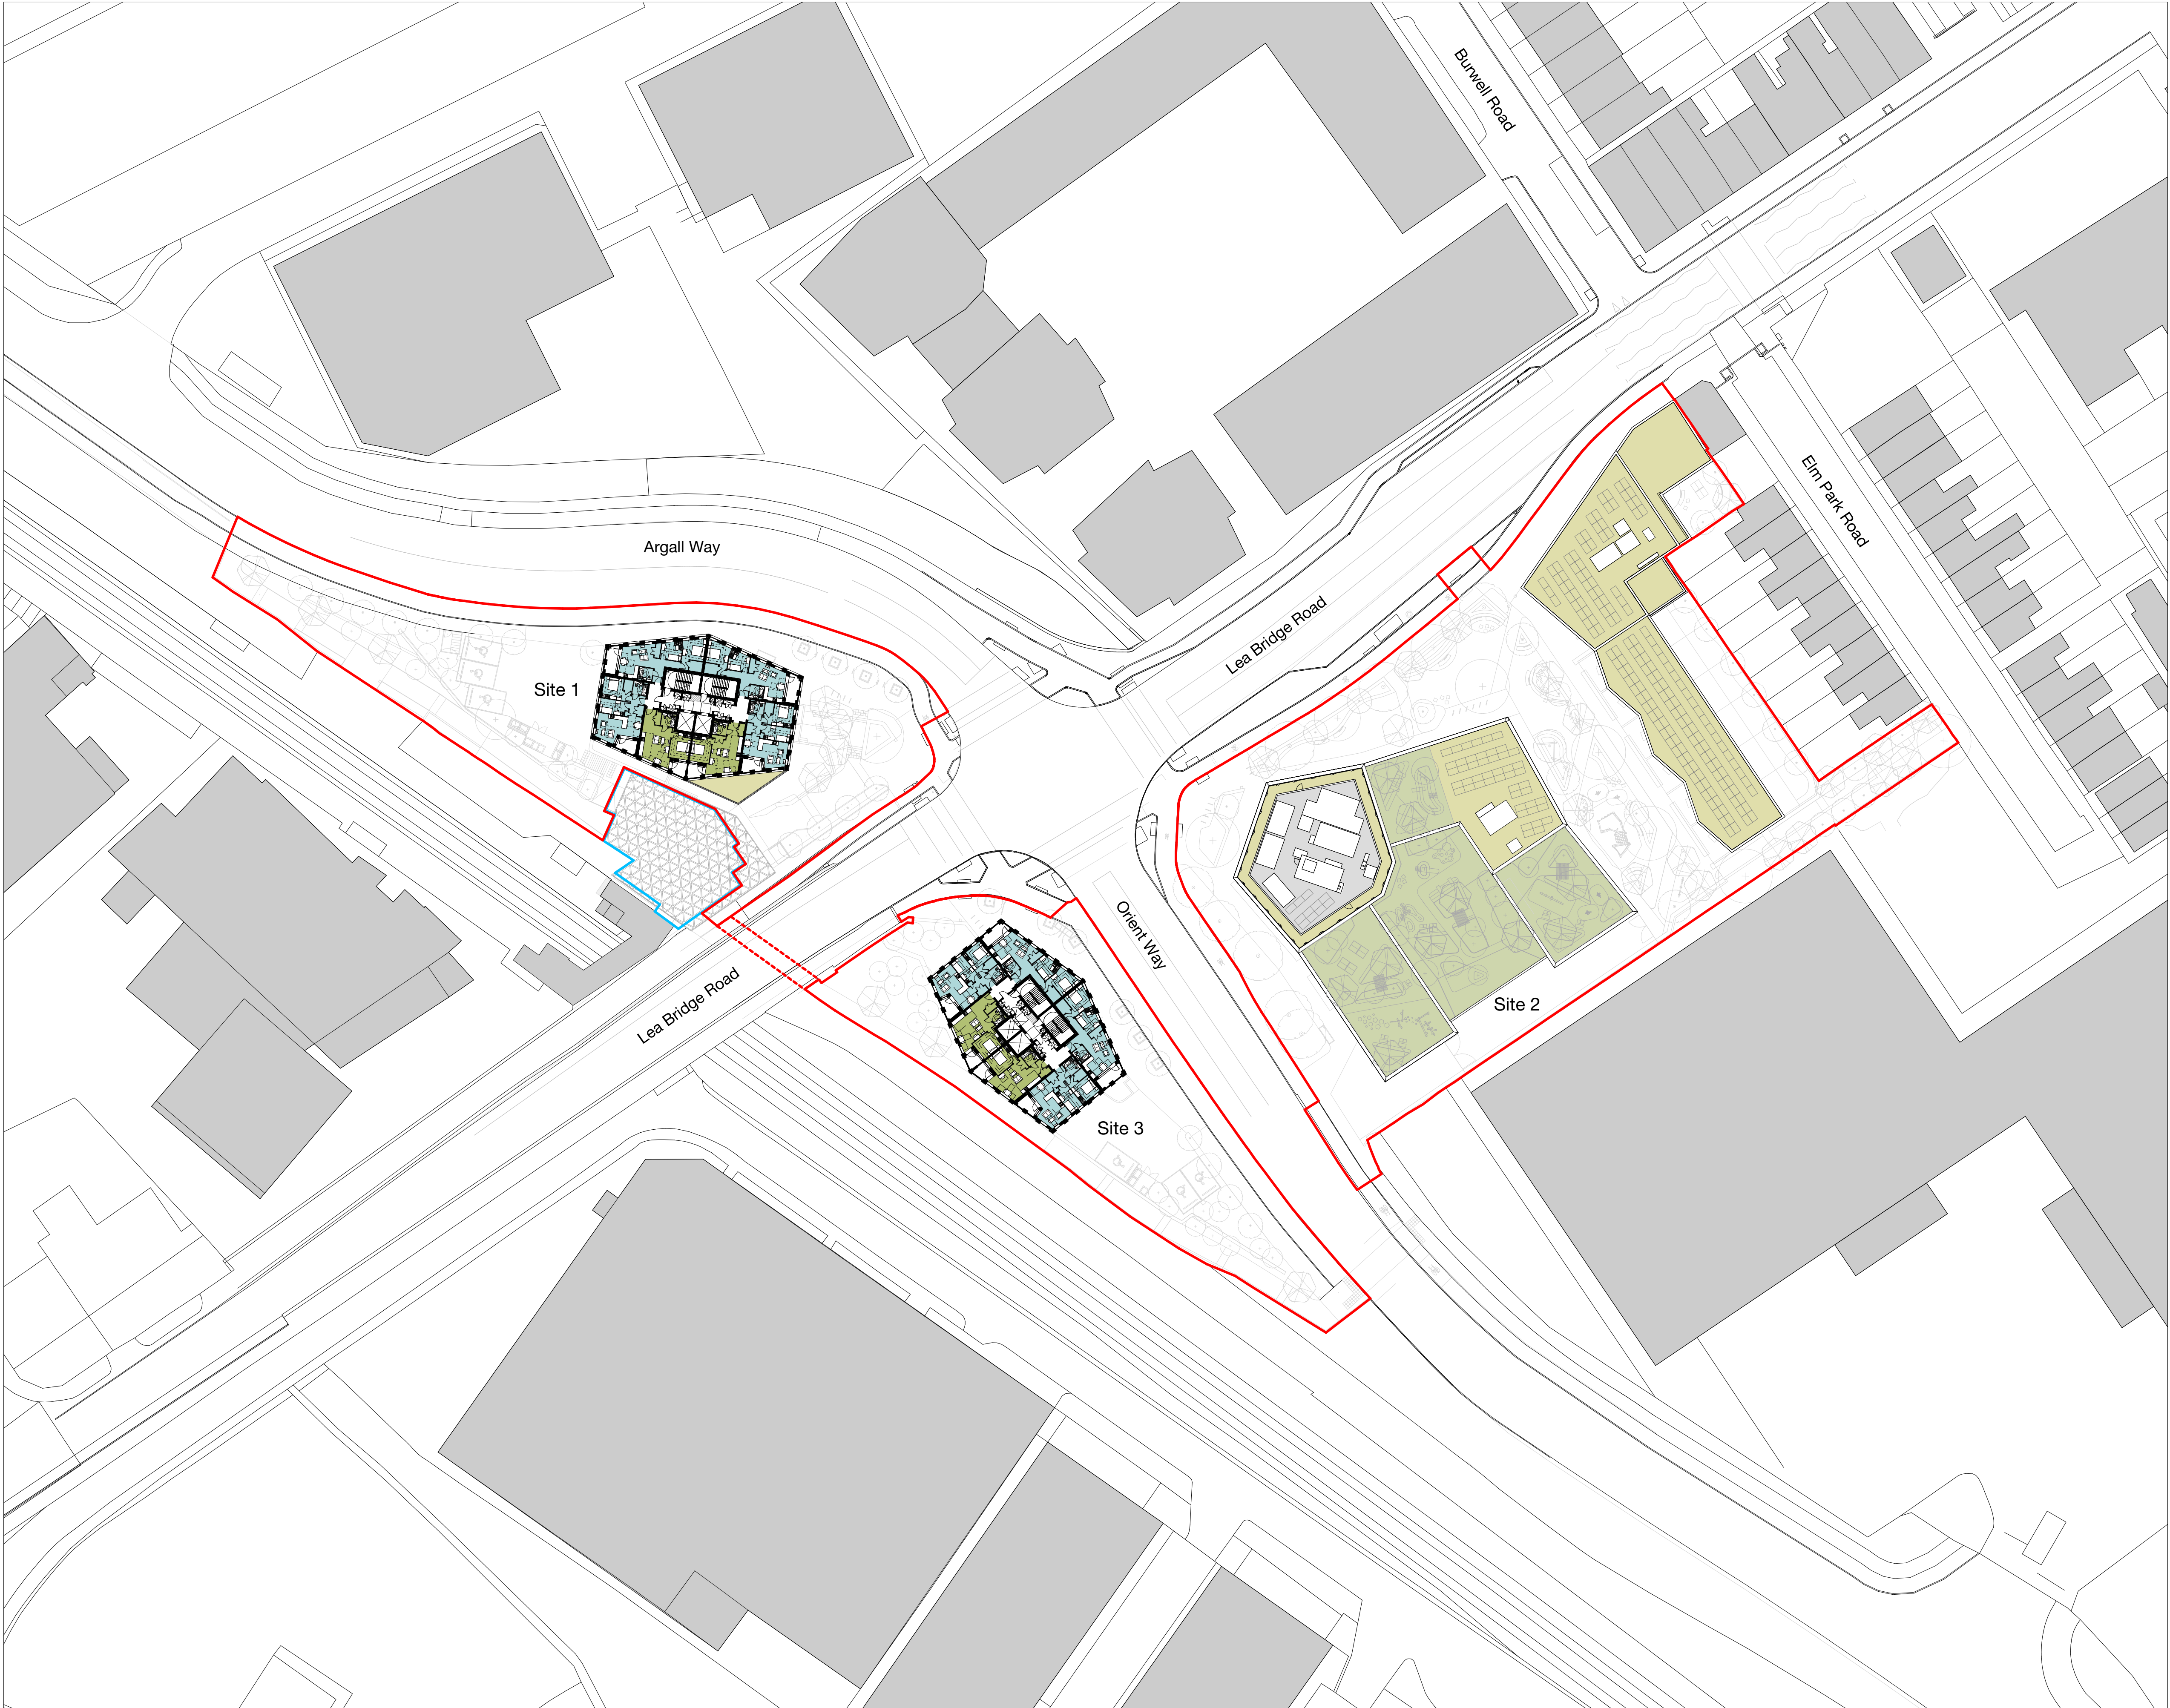 Burwell Road
Elm Park Road
Argall Way
Lea Bridge Road
Site 1
Orient Way
Lea Bridge Road
Site 2
Site 3